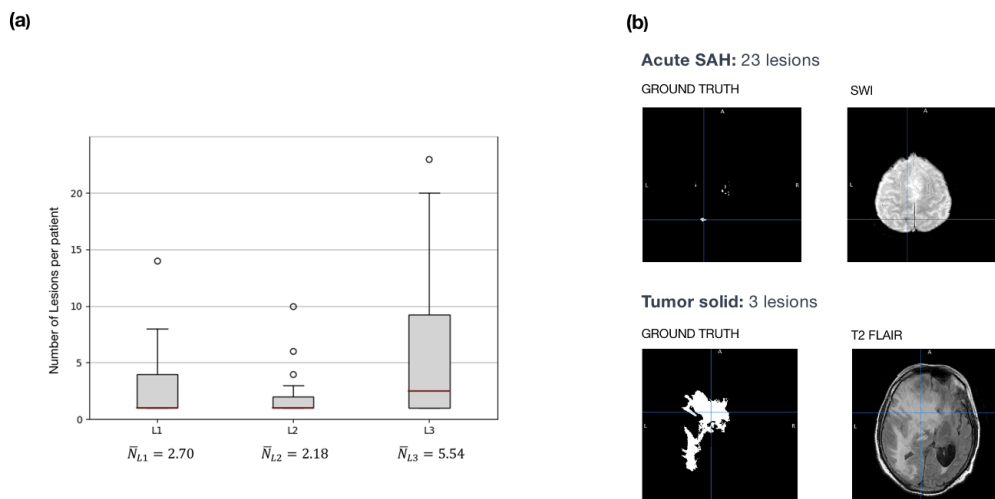 (a)
Number of Lesions per patient
20
15
10
5
0
L1
L2
L3
N̅L1 = 2.70
N̅L2 = 2.18
N̅L3 = 5.54
(b)
Acute SAH: 23 lesions
GROUND TRUTH
SWI
A
L
R
A
L
Tumor solid: 3 lesions
GROUND TRUTH
T2 FLAIR
A
L
R
A
L